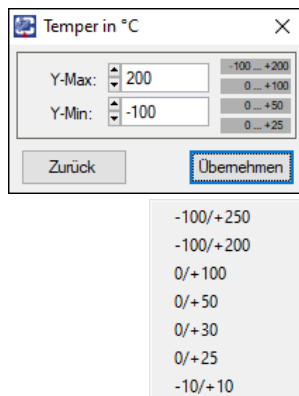 Temper in °C
Y-Max: 200
Y-Min: -100
-100 ... +200
0 ... +100
0 ... +50
0 ... +25
Zurück Übernehmen
-100/+250
-100/+200
0/+100
0/+50
0/+30
0/+25
-10/+10